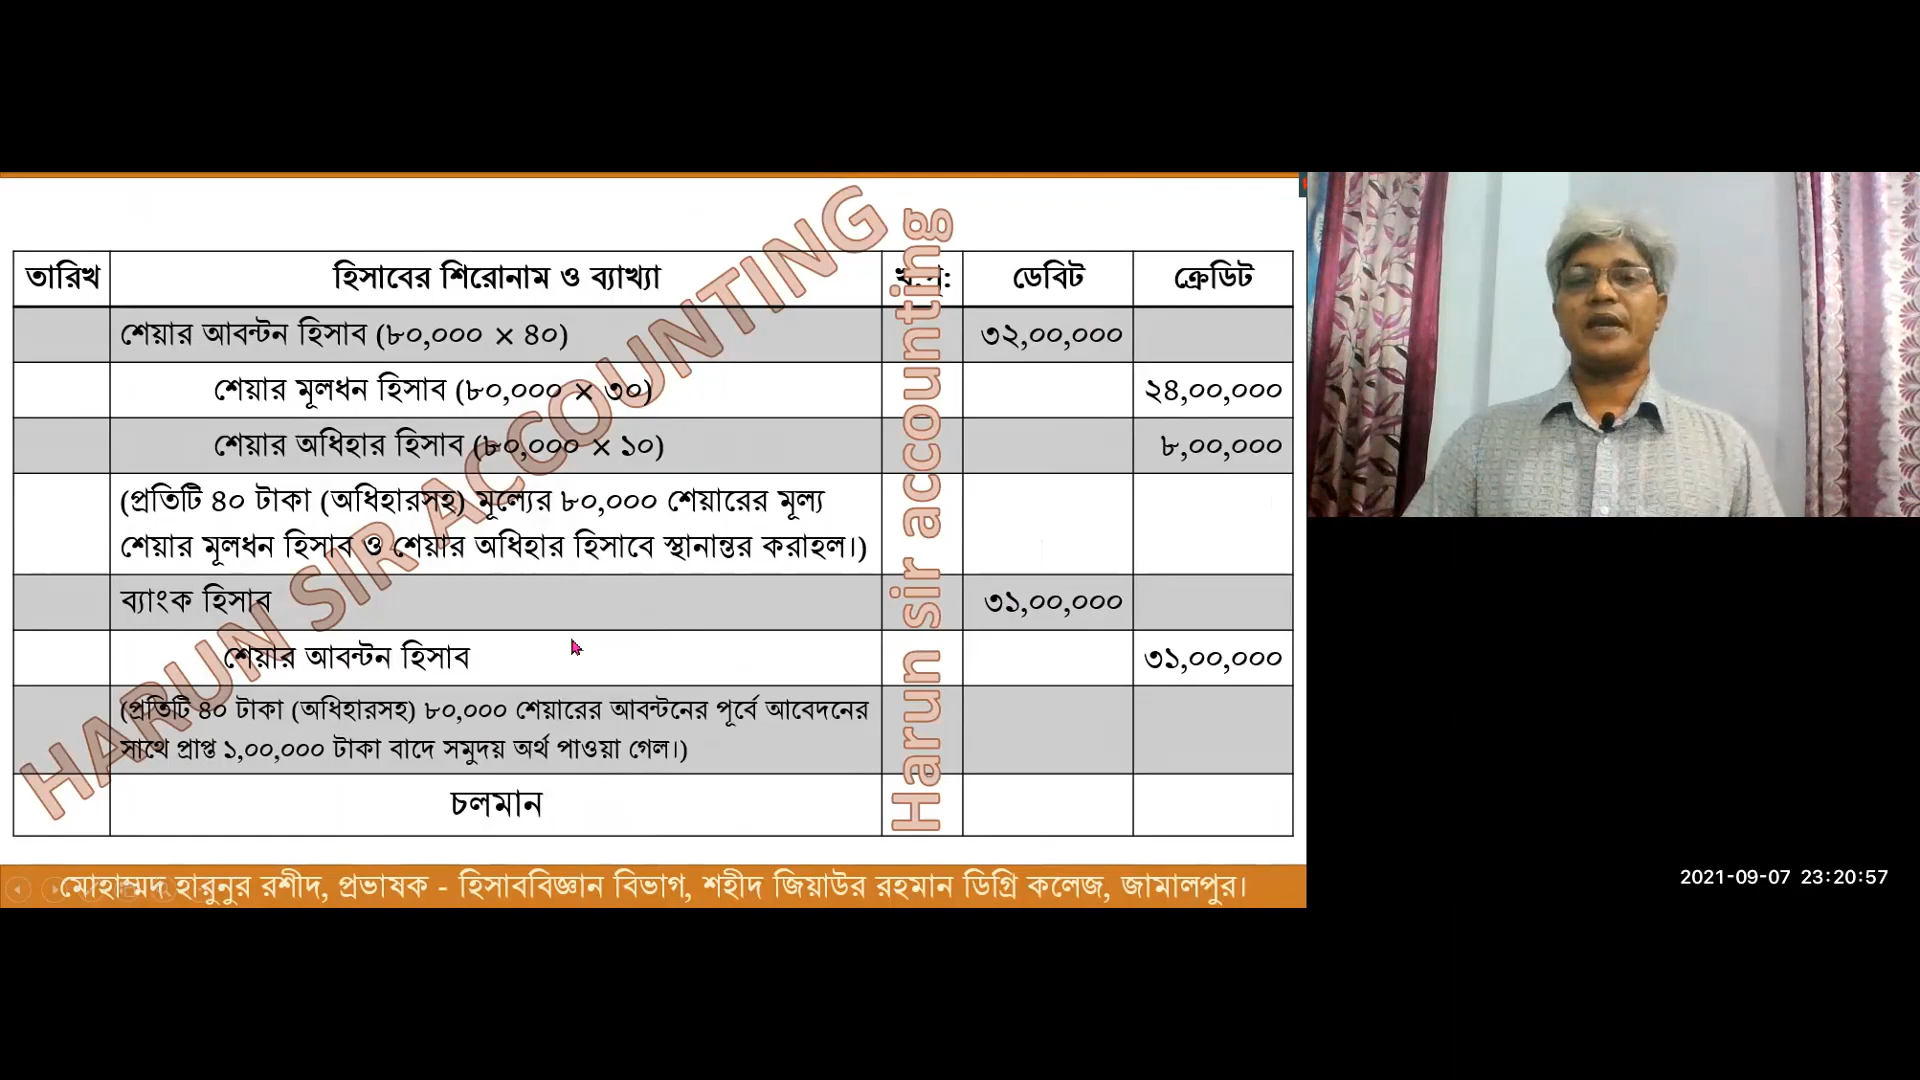 তারিখ হিসাবের শিরোনাম ও ব্যাখ্যা খ:পৃ: ডেবিট ক্রেডিট
শেয়ার আবন্টন হিসাব (৮০,০০০ × ৪০) ৩২,০০,০০০
শেয়ার মূলধন হিসাব (৮০,০০০ × ৩০) ২৪,০০,০০০
শেয়ার অধিহার হিসাব (৮০,০০০ × ১০) ৮,০০,০০০
(প্রতিটি ৪০ টাকা (অধিহারসহ) মূল্যের ৮০,০০০ শেয়ারের মূল্য
শেয়ার মূলধন হিসাব ও শেয়ার অধিহার হিসাবে স্থানান্তর করাহল।)
ব্যাংক হিসাব ৩১,০০,০০০
শেয়ার আবন্টন হিসাব ৩১,০০,০০০
(প্রতিটি ৪০ টাকা (অধিহারসহ) ৮০,০০০ শেয়ারের আবন্টনের পূর্বে আবেদনের
সাথে প্রাপ্ত ১,০০,০০০ টাকা বাদে সমুদয় অর্থ পাওয়া গেল।)
চলমান
HARUN SIR ACCOUNTING
Harun sir accounting
মোহাম্মদ হারুনুর রশীদ, প্রভাষক - হিসাববিজ্ঞান বিভাগ, শহীদ জিয়াউর রহমান ডিগ্রি কলেজ, জামালপুর।
2021-09-07 23:20:57